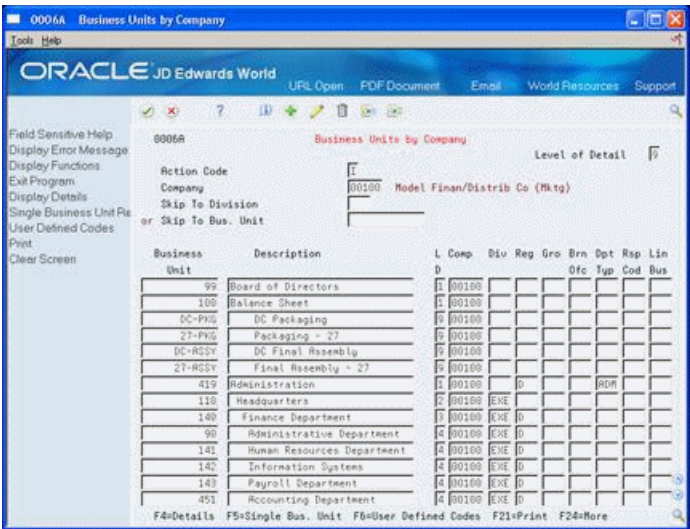 0006A Business Units by Company
Tools Help
ORACLE JD Edwards World
URL Open PDF Document Email World Resources Support
Field Sensitive Help
Display Error Message
Display Functions
Exit Program
Display Details
Single Business Unit Re
User Defined Codes
Print
Clear Screen
0006A Business Units by Company
Level of Detail 9
Action Code I
Company 00100 Model Finan/Distrib Co (Mktg)
Skip To Division
or Skip To Bus. Unit
Business Description L Comp Div Reg Gro Brn Dpt Rsp Lin
Unit D Ofc Typ Cod Bus
99 Board of Directors 1 00100
100 Balance Sheet 1 00100
DC-PKG DC Packaging 9 00100
27-PKG Packaging - 27 9 00100
DC-ASSY DC Final Assembly 9 00100
27-ASSY Final Assembly - 27 9 00100
419 Administration 1 00100 D ADM
110 Headquarters 2 00100 EXE
140 Finance Department 3 00100 EXE D
90 Administrative Department 4 00100 EXE D
141 Human Resources Department 4 00100 EXE D
142 Information Systems 4 00100 EXE D
143 Payroll Department 4 00100 EXE D
451 Accounting Department 4 00100 EXE D
F4=Details F5=Single Bus. Unit F6=User Defined Codes F21=Print F24=More